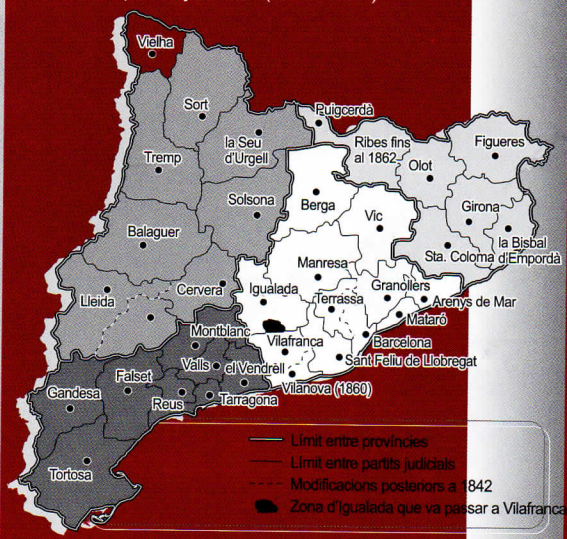 Vielha
Sort
Puigcerdà
la Seu
d'Urgell
Ribes fins
al 1862
Figueres
Tremp
Olot
Solsona
Berga
Vic
Girona
Balaguer
la Bisbal
d'Empordà
Sta. Coloma
Manresa
Lleida
Cervera
Igualada
Terrassa
Granollers
Arenys de Mar
Mataró
Montblanc
Vilafranca
Barcelona
Valls
el Vendrell
Sant Feliu de Llobregat
Gandesa
Falset
Reus
Tarragona
Vilanova (1860)
Tortosa
Límit entre províncies
Límit entre partits judicials
Modificacions posteriors a 1842
Zona d'Igualada que va passar a Vilafranca